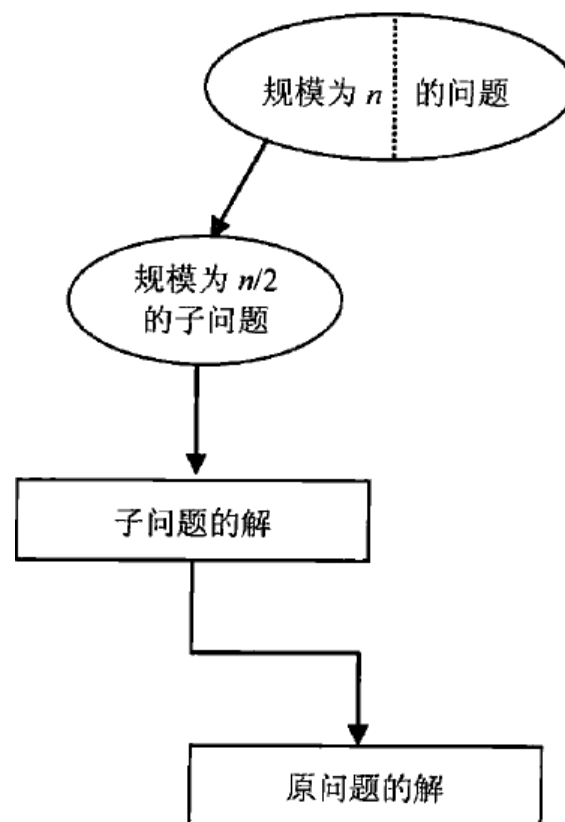 规模为 n 的问题
规模为 n/2
的子问题
子问题的解
原问题的解